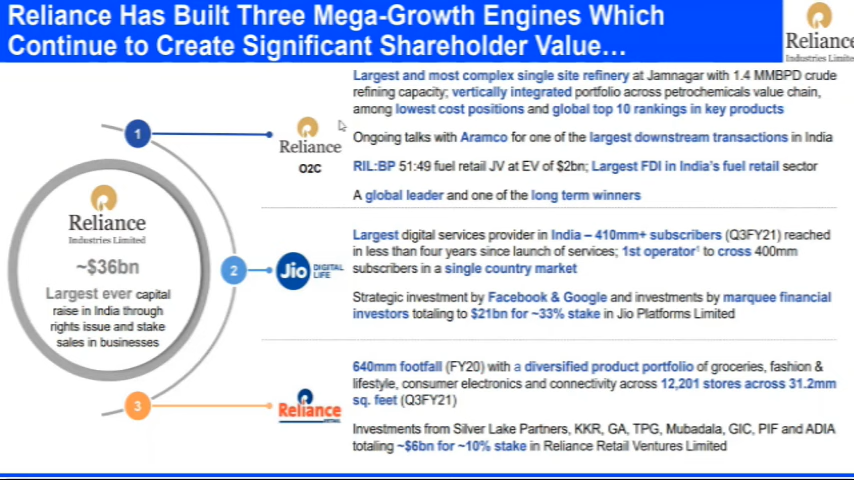 Reliance Has Built Three Mega-Growth Engines Which
Continue to Create Significant Shareholder Value…
Reliance
Industries Limited
1
Reliance
O2C
Largest and most complex single site refinery at Jamnagar with 1.4 MMBPD crude
refining capacity; vertically integrated portfolio across petrochemicals value chain,
among lowest cost positions and global top 10 rankings in key products
Ongoing talks with Aramco for one of the largest downstream transactions in India
RIL:BP 51:49 fuel retail JV at EV of $2bn; Largest FDI in India's fuel retail sector
A global leader and one of the long term winners
Reliance
Industries Limited
~$36bn
Largest ever capital
raise in India through
rights issue and stake
sales in businesses
2
Jio DIGITAL
LIFE
Largest digital services provider in India – 410mm+ subscribers (Q3FY21) reached
in less than four years since launch of services; 1st operator¹ to cross 400mm
subscribers in a single country market
Strategic investment by Facebook & Google and investments by marquee financial
investors totaling to $21bn for ~33% stake in Jio Platforms Limited
3
Reliance
640mm footfall (FY20) with a diversified product portfolio of groceries, fashion &
lifestyle, consumer electronics and connectivity across 12,201 stores across 31.2mm
sq. feet (Q3FY21)
Investments from Silver Lake Partners, KKR, GA, TPG, Mubadala, GIC, PIF and ADIA
totaling ~$6bn for ~10% stake in Reliance Retail Ventures Limited